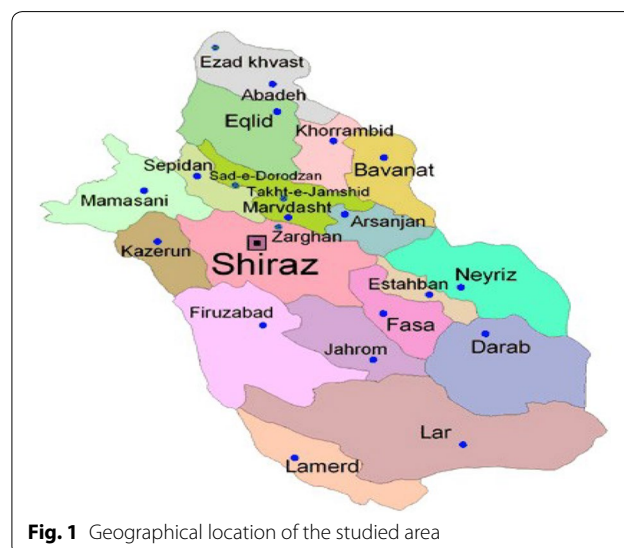 Ezad khvast
Abadeh
Eqlid
Khorrambid
Bavanat
Sepidan
Sad-e-Dorodzan
Takht-e-Jamshid
Mamasani
Marvdasht
Arsanjan
Zarghan
Kazerun
Shiraz
Neyriz
Estahban
Firuzabad
Fasa
Darab
Jahrom
Lar
Lamerd
Fig. 1 Geographical location of the studied area